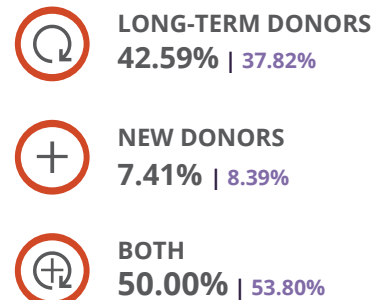 LONG-TERM DONORS
42.59% | 37.82%
NEW DONORS
7.41% | 8.39%
BOTH
50.00% | 53.80%